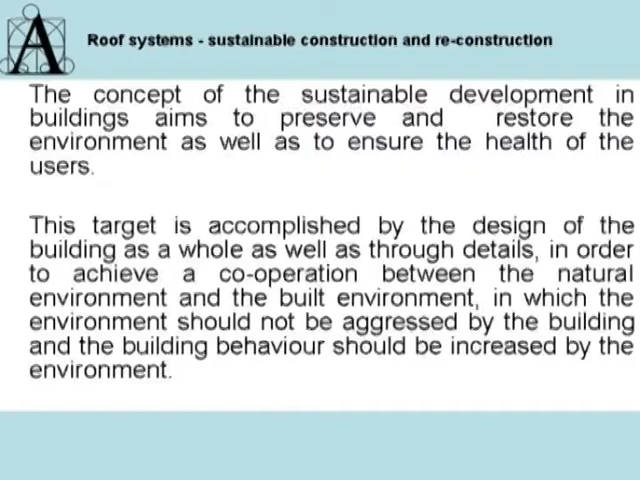 A
Roof systems - sustainable construction and re-construction
The concept of the sustainable development in
buildings aims to preserve and restore the
environment as well as to ensure the health of the
users.
This target is accomplished by the design of the
building as a whole as well as through details, in order
to achieve a co-operation between the natural
environment and the built environment, in which the
environment should not be aggressed by the building
and the building behaviour should be increased by the
environment.